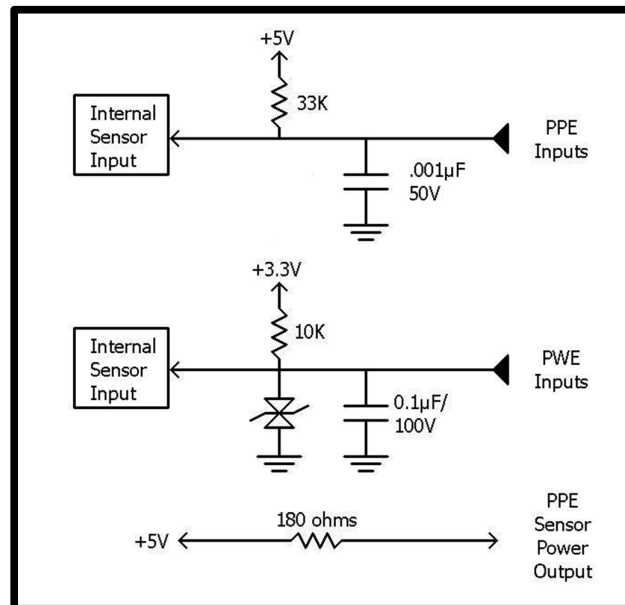 +5V
33K
Internal
Sensor
Input
PPE
Inputs
.001µF
50V
+3.3V
10K
Internal
Sensor
Input
PWE
Inputs
0.1µF/
100V
180 ohms
+5V
PPE
Sensor
Power
Output